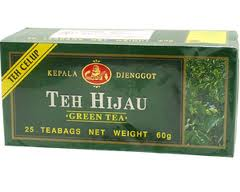 TEH CELUP
KEPALA DJENGGOT
TEH HIJAU
GREEN TEA
25 TEABAGS NET WEIGHT 60g